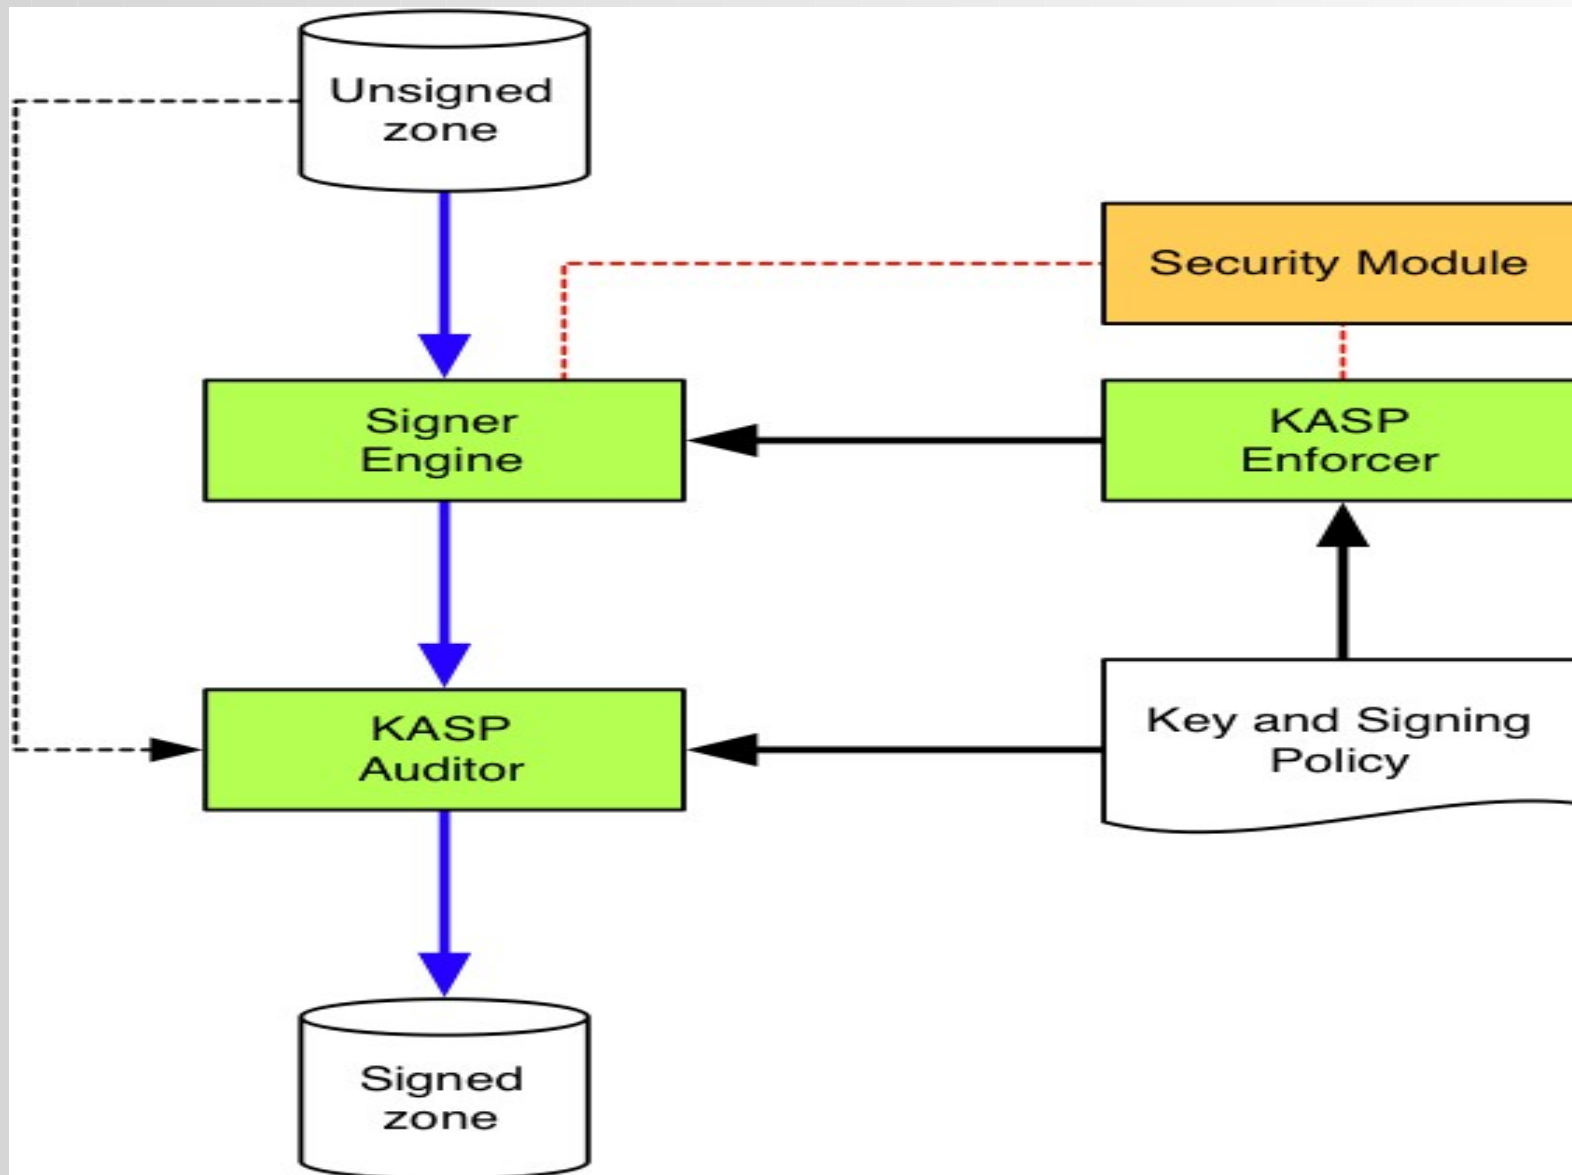 Unsigned
zone
Security Module
Signer
Engine
KASP
Enforcer
KASP
Auditor
Key and Signing
Policy
Signed
zone